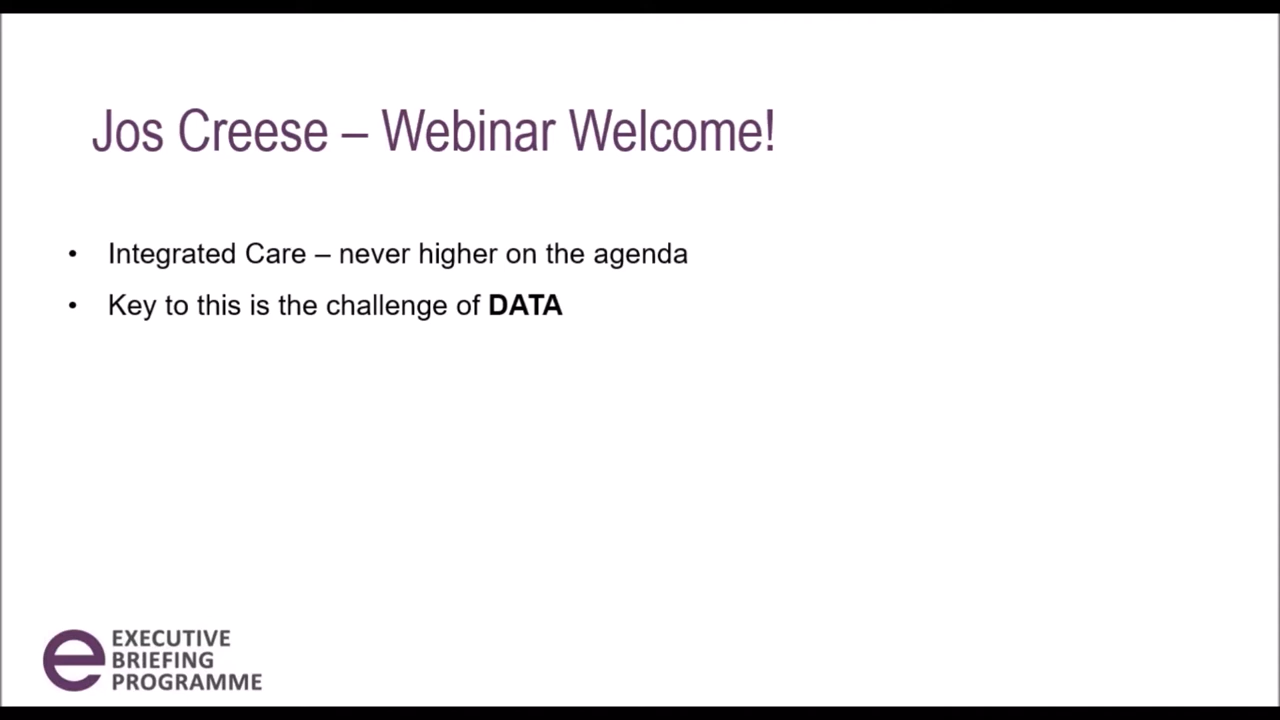 Jos Creese – Webinar Welcome!
• Integrated Care – never higher on the agenda
• Key to this is the challenge of DATA
e EXECUTIVE
BRIEFING
PROGRAMME